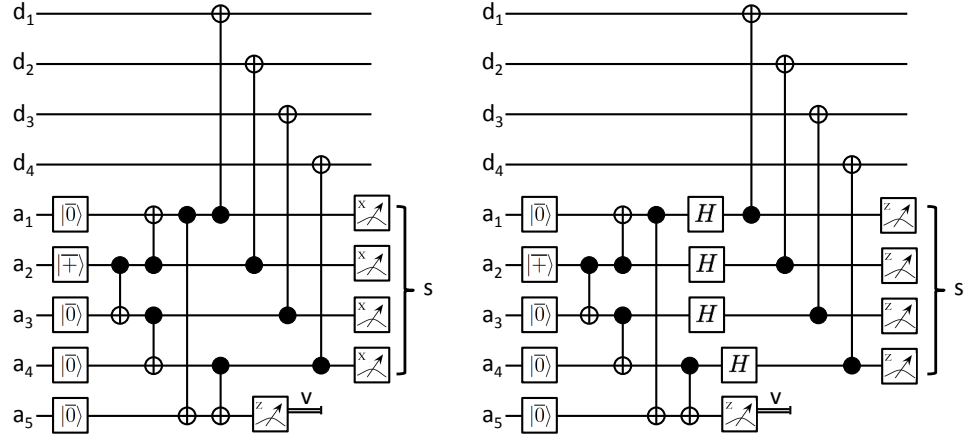 d₁ d₁
d₂ d₂
d₃ d₃
d₄ d₄
a₁ |0̅⟩ X a₁ |0̅⟩ H Z
a₂ |+̅⟩ X s a₂ |+̅⟩ H Z s
a₃ |0̅⟩ X a₃ |0̅⟩ H Z
a₄ |0̅⟩ X a₄ |0̅⟩ H Z
a₅ |0̅⟩ Z v a₅ |0̅⟩ Z v